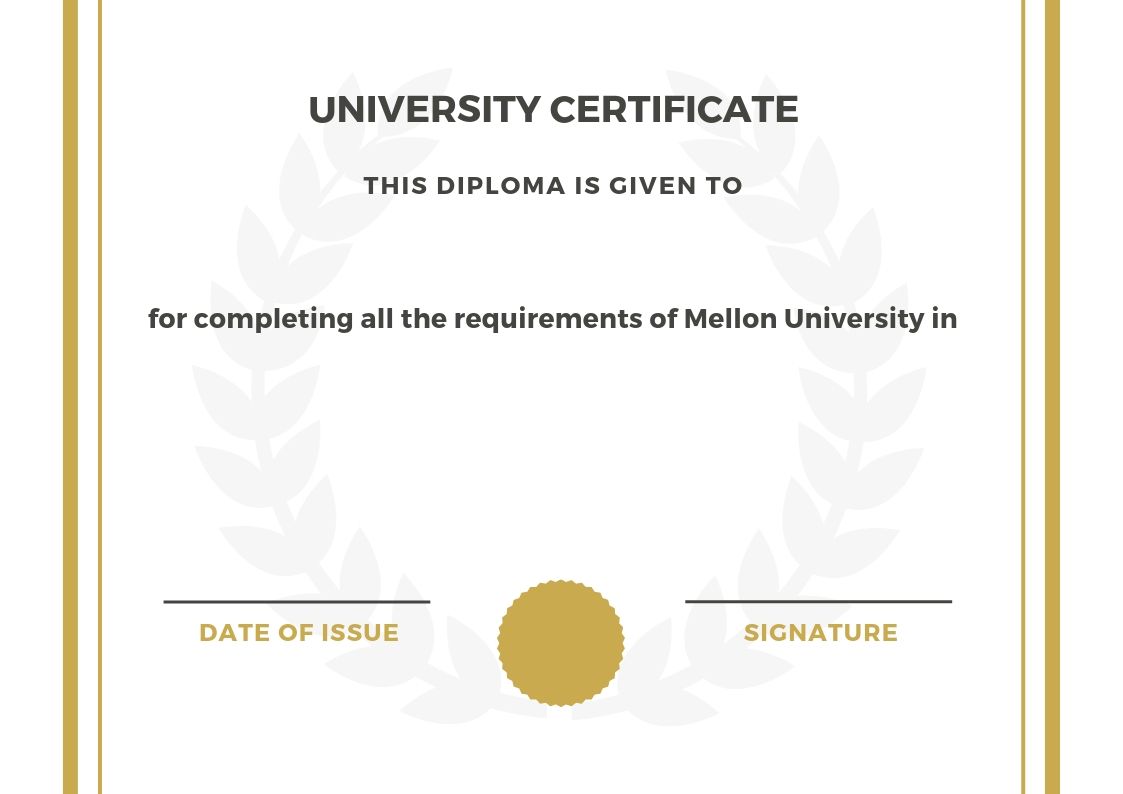 UNIVERSITY CERTIFICATE
THIS DIPLOMA IS GIVEN TO
for completing all the requirements of Mellon University in
DATE OF ISSUE
SIGNATURE